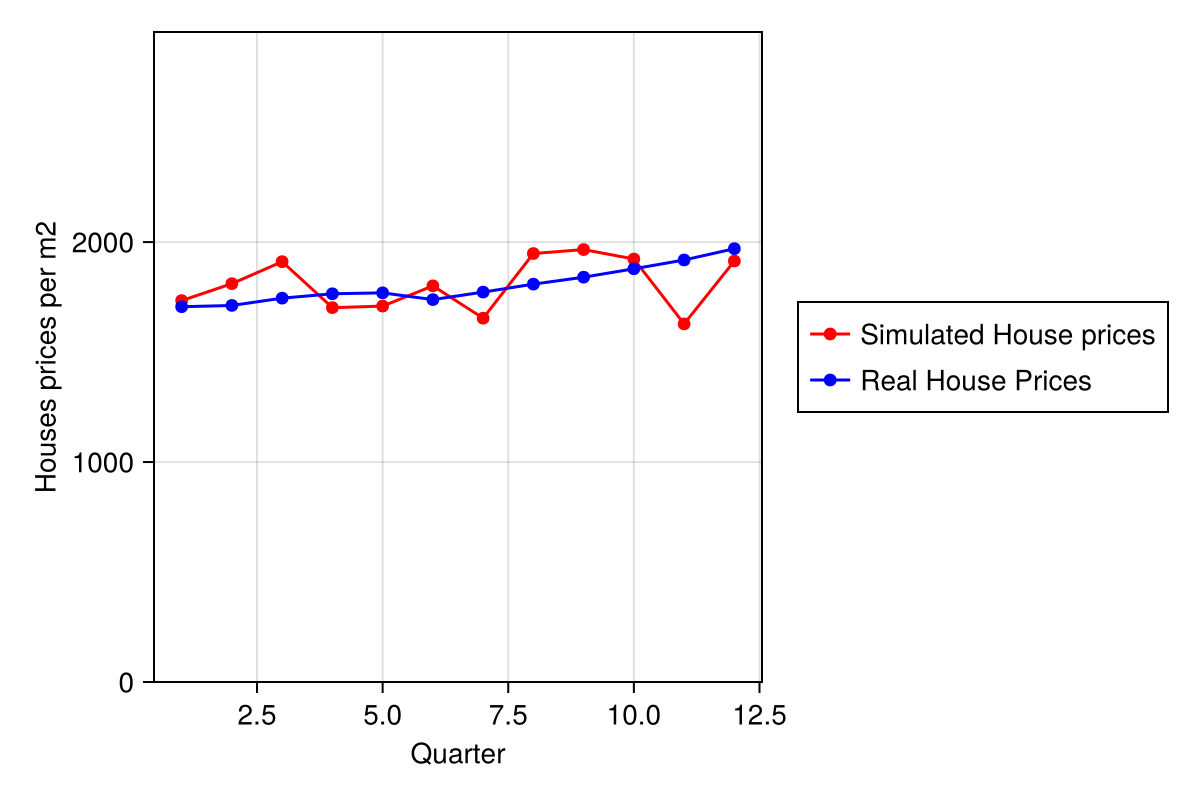 Houses prices per m2
2000
1000
0
2.5 5.0 7.5 10.0 12.5
Quarter
Simulated House prices
Real House Prices